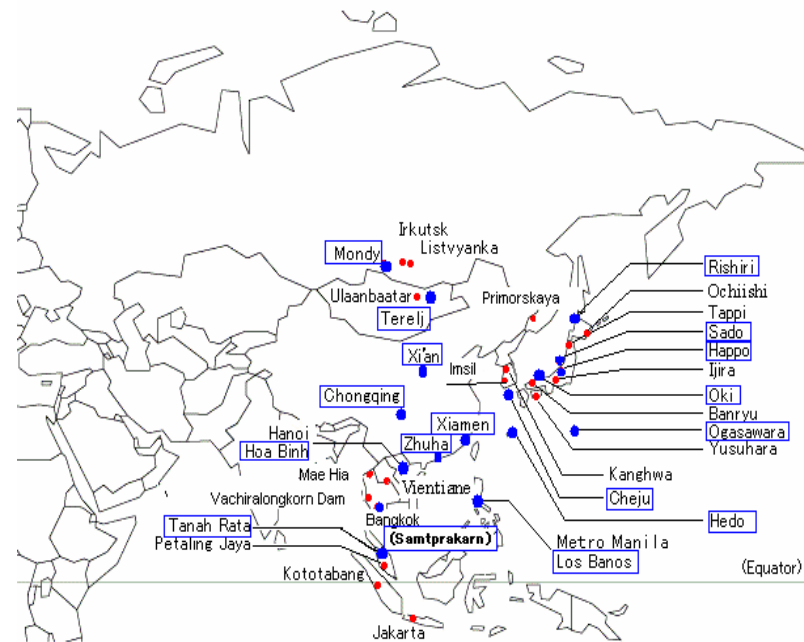 Irkutsk
Listvyanka
Mondy
Ulaanbaatar
Terelj
Primorskaya
Rishiri
Ochiishi
Tappi
Sado
Happo
Ijira
Oki
Banryu
Ogasawara
Yusuhara
Xi'an
Imsil
Chongqing
Xiamen
Zhuha
Hanoi
Hoa Binh
Mae Hia
Vientiane
Vachiralongkorn Dam
Bangkok
(Samtprakarn)
Tanah Rata
Petaling Jaya
Kototabang
Jakarta
Kanghwa
Cheju
Hedo
Metro Manila
Los Banos
(Equator)